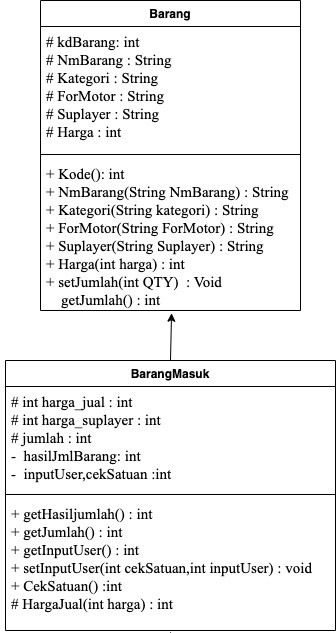 Barang
# kdBarang: int
# NmBarang : String
# Kategori : String
# ForMotor : String
# Suplayer : String
# Harga : int
+ Kode(): int
+ NmBarang(String NmBarang) : String
+ Kategori(String kategori) : String
+ ForMotor(String ForMotor) : String
+ Suplayer(String Suplayer) : String
+ Harga(int harga) : int
+ setJumlah(int QTY)  : Void
getJumlah() : int
BarangMasuk
# int harga_jual : int
# int harga_suplayer : int
# jumlah : int
-  hasilJmlBarang: int
-  inputUser,cekSatuan :int
+ getHasiljumlah() : int
+ getJumlah() : int
+ getInputUser() : int
+ setInputUser(int cekSatuan,int inputUser) : void
+ CekSatuan() :int
# HargaJual(int harga) : int